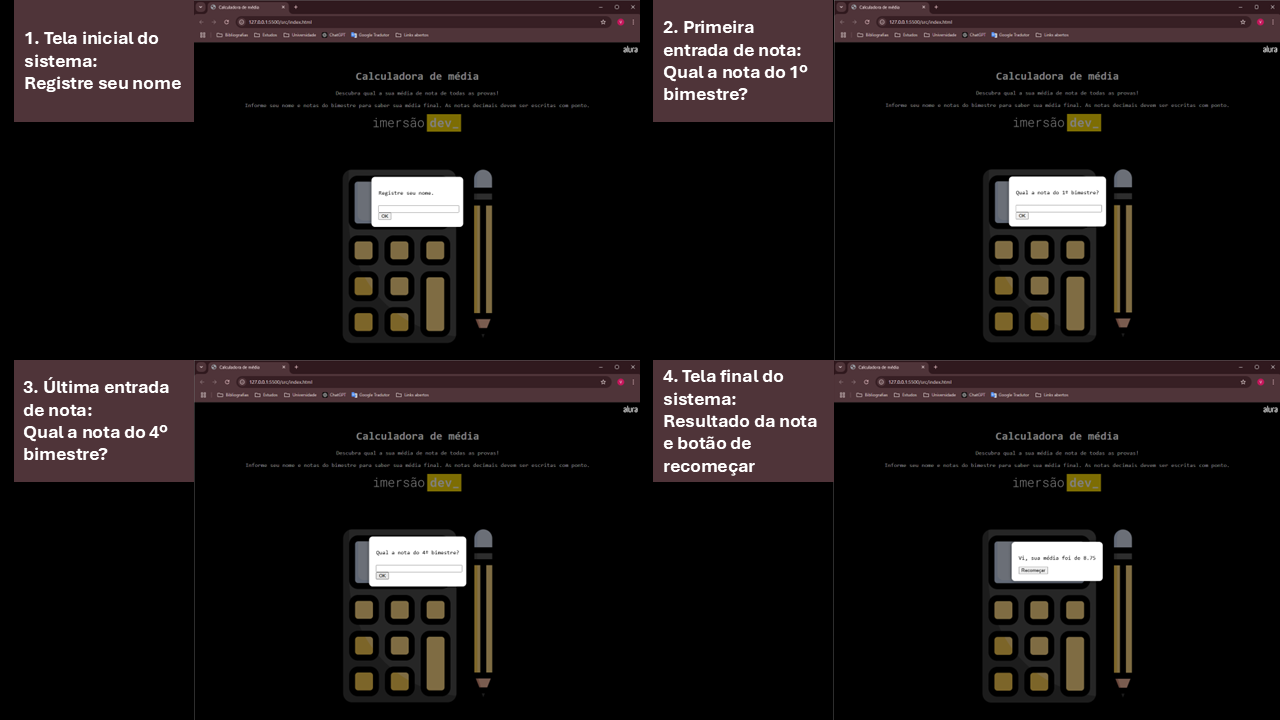 1. Tela inicial do
sistema:
Registre seu nome
Calculadora de média
127.0.0.1:5500/src/index.html
Bibliografias
Estudos
Universidade
ChatGPT
Google Tradutor
Links abertos
alura
Calculadora de média
Descubra qual a sua média de nota de todas as provas!
Informe seu nome e notas do bimestre para saber sua média final. As notas decimais devem ser escritas com ponto.
imersão dev_
Registre seu nome.
OK
2. Primeira
entrada de nota:
Qual a nota do 1º
bimestre?
Calculadora de média
127.0.0.1:5500/src/index.html
Bibliografias
Estudos
Universidade
ChatGPT
Google Tradutor
Links abertos
alura
Calculadora de média
Descubra qual a sua média de nota de todas as provas!
Informe seu nome e notas do bimestre para saber sua média final. As notas decimais devem ser escritas com ponto.
imersão dev_
Qual a nota do 1º bimestre?
OK
3. Última entrada
de nota:
Qual a nota do 4º
bimestre?
Calculadora de média
127.0.0.1:5500/src/index.html
Bibliografias
Estudos
Universidade
ChatGPT
Google Tradutor
Links abertos
alura
Calculadora de média
Descubra qual a sua média de nota de todas as provas!
Informe seu nome e notas do bimestre para saber sua média final. As notas decimais devem ser escritas com ponto.
imersão dev_
Qual a nota do 4º bimestre?
OK
4. Tela final do
sistema:
Resultado da nota
e botão de
recomeçar
Calculadora de média
127.0.0.1:5500/src/index.html
Bibliografias
Estudos
Universidade
ChatGPT
Google Tradutor
Links abertos
alura
Calculadora de média
Descubra qual a sua média de nota de todas as provas!
Informe seu nome e notas do bimestre para saber sua média final. As notas decimais devem ser escritas com ponto.
imersão dev_
Vi, sua média foi de 8.75
Recomeçar